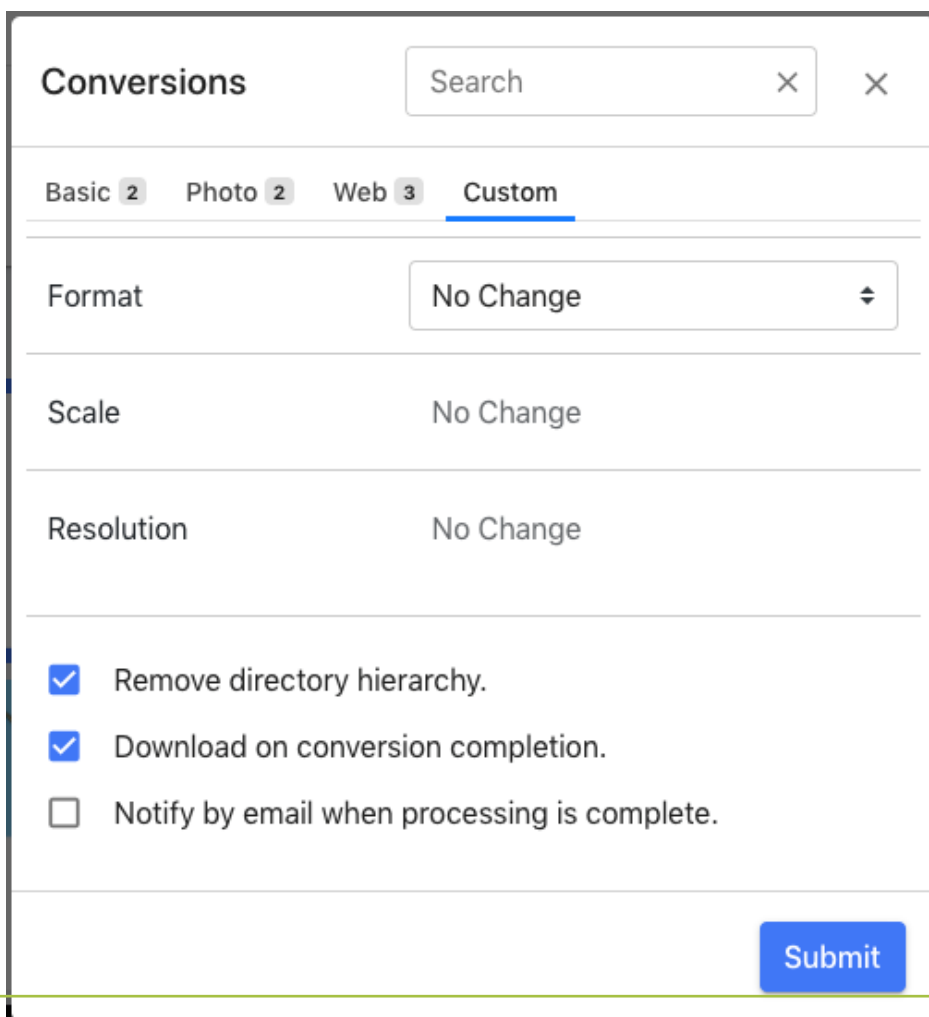 Conversions Search
Basic 2 Photo 2 Web 3 Custom
Format No Change
Scale No Change
Resolution No Change
Remove directory hierarchy.
Download on conversion completion.
Notify by email when processing is complete.
Submit